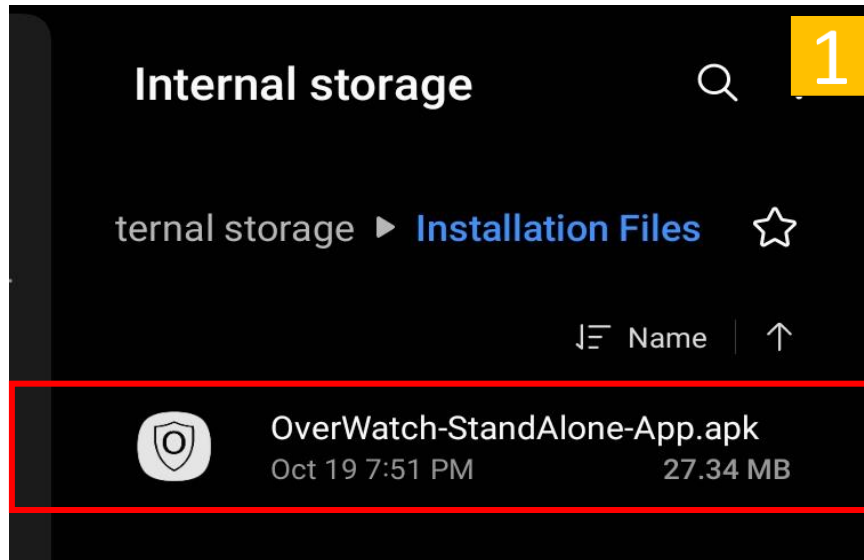 1
Internal storage
ternal storage ▶ Installation Files
Name
O
OverWatch-StandAlone-App.apk
Oct 19 7:51 PM 27.34 MB